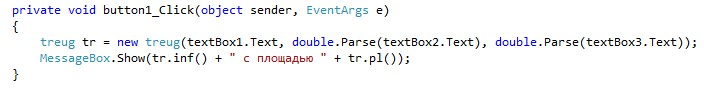 private void button1_Click(object sender, EventArgs e)
{
treug tr = new treug(textBox1.Text, double.Parse(textBox2.Text), double.Parse(textBox3.Text));
MessageBox.Show(tr.inf() + " с площадью " + tr.pl());
}